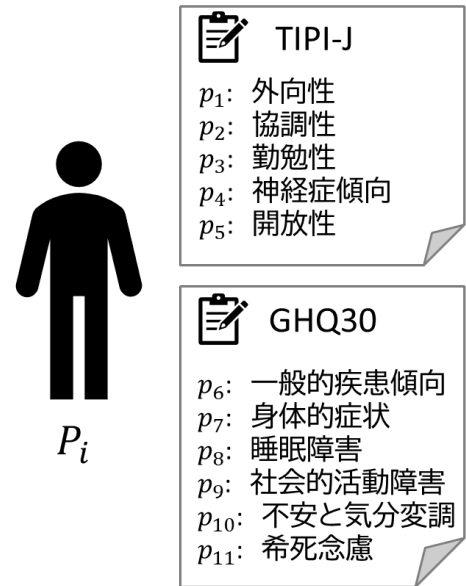 TIPI-J
p₁: 外向性
p₂: 協調性
p₃: 勤勉性
p₄: 神経症傾向
p₅: 開放性
Pᵢ
GHQ30
p₆: 一般的疾患傾向
p₇: 身体的症状
p₈: 睡眠障害
p₉: 社会的活動障害
p₁₀: 不安と気分変調
p₁₁: 希死念慮